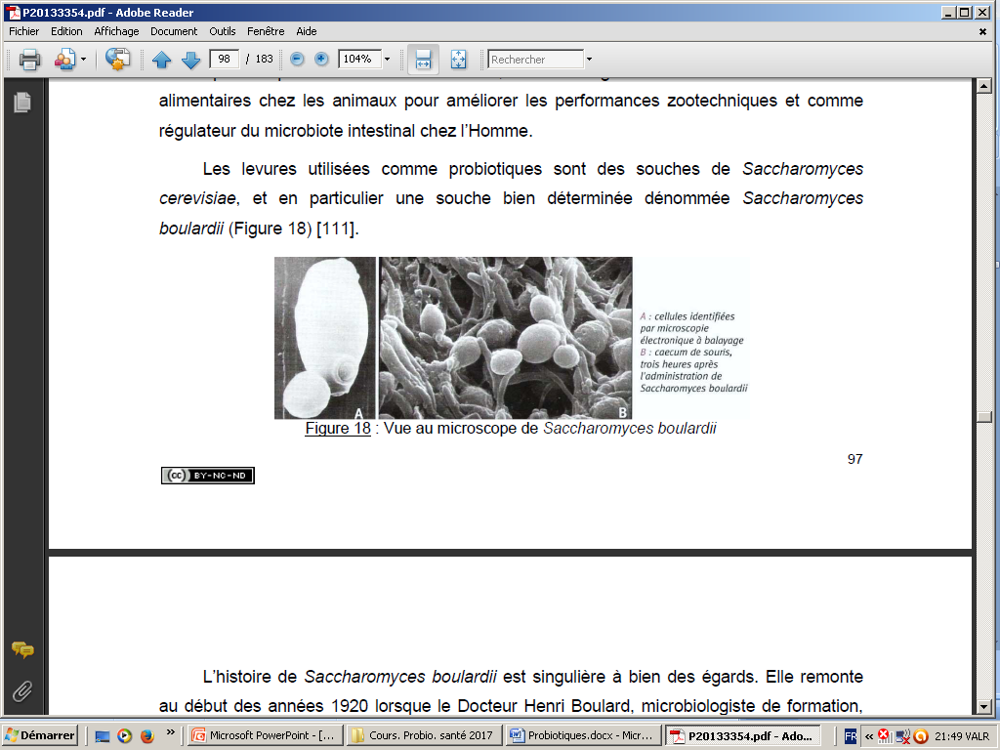 P20133354.pdf - Adobe Reader
Fichier Edition Affichage Document Outils Fenêtre Aide
98 / 183 104% Rechercher
alimentaires chez les animaux pour améliorer les performances zootechniques et comme
régulateur du microbiote intestinal chez l'Homme.
Les levures utilisées comme probiotiques sont des souches de Saccharomyces
cerevisiae, et en particulier une souche bien déterminée dénommée Saccharomyces
boulardii (Figure 18) [111].
A
B
A : cellules identifiées
par microscopie
électronique à balayage
B : caecum de souris,
trois heures après
l'administration de
Saccharomyces boulardii
Figure 18 : Vue au microscope de Saccharomyces boulardii
97
(cc) BY-NC-ND
L'histoire de Saccharomyces boulardii est singulière à bien des égards. Elle remonte
au début des années 1920 lorsque le Docteur Henri Boulard, microbiologiste de formation,
Démarrer » Microsoft PowerPoint - [... Cours. Probio. santé 2017 Probiotiques.docx - Micr... P20133354.pdf - Ado... FR « 21:49 VALR